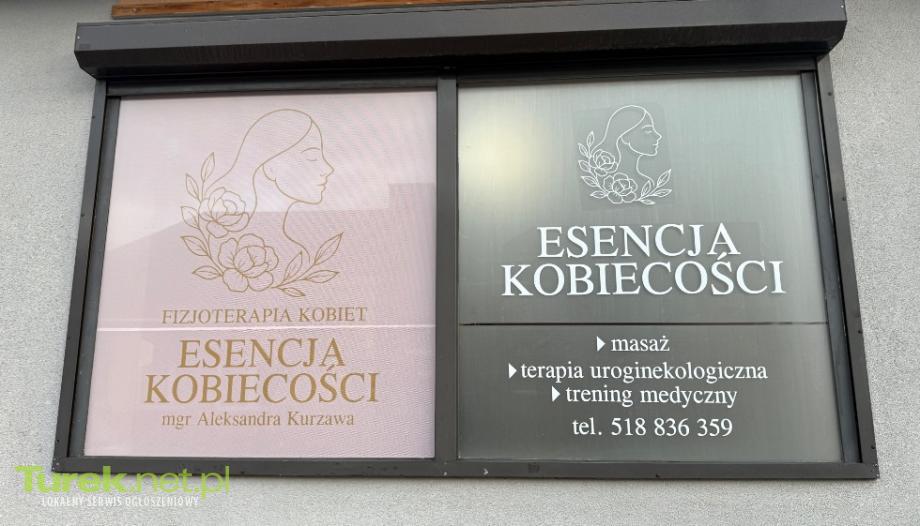 FIZJOTERAPIA KOBIET
ESENCJA
KOBIECOŚCI
mgr Aleksandra Kurzawa
ESENCJA
KOBIECOŚCI
masaż
terapia uroginekologiczna
trening medyczny
tel. 518 836 359
Turek.net.pl
LOKALNY SERWIS OGŁOSZENIOWY